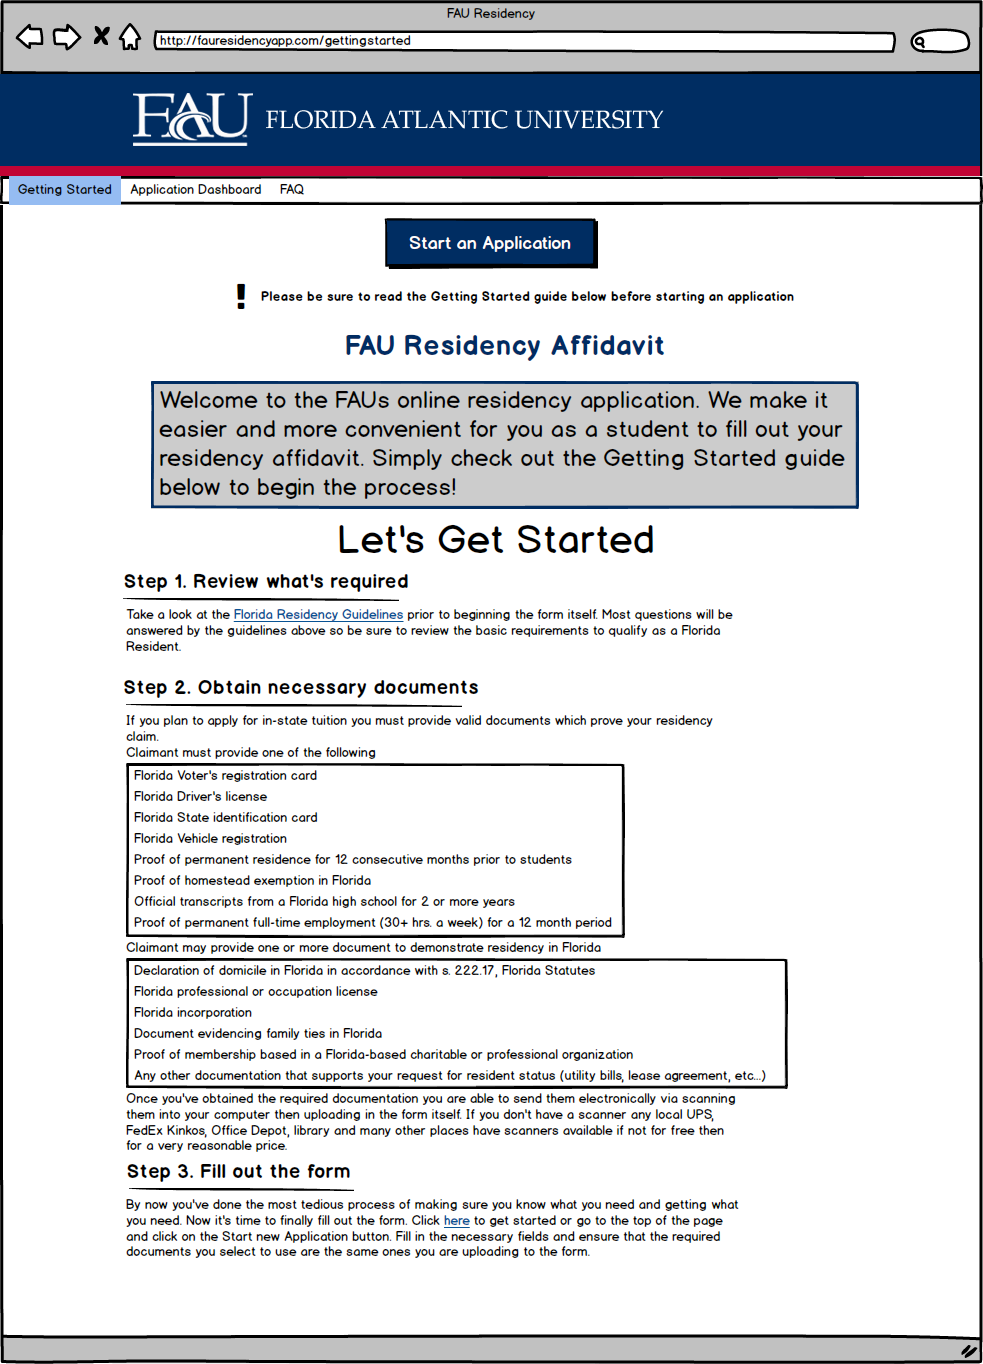 FAU Residency
http://fauresidencyapp.com/gettingstarted
FAU FLORIDA ATLANTIC UNIVERSITY
Getting Started Application Dashboard FAQ
Start an Application
! Please be sure to read the Getting Started guide below before starting an application
FAU Residency Affidavit
Welcome to the FAUs online residency application. We make it
easier and more convenient for you as a student to fill out your
residency affidavit. Simply check out the Getting Started guide
below to begin the process!
Let's Get Started
Step 1. Review what's required
Take a look at the Florida Residency Guidelines prior to beginning the form itself. Most questions will be
answered by the guidelines above so be sure to review the basic requirements to qualify as a Florida
Resident.
Step 2. Obtain necessary documents
If you plan to apply for in-state tuition you must provide valid documents which prove your residency
claim.
Claimant must provide one of the following
Florida Voter's registration card
Florida Driver's license
Florida State identification card
Florida Vehicle registration
Proof of permanent residence for 12 consecutive months prior to students
Proof of homestead exemption in Florida
Official transcripts from a Florida high school for 2 or more years
Proof of permanent full-time employment (30+ hrs. a week) for a 12 month period
Claimant may provide one or more document to demonstrate residency in Florida
Declaration of domicile in Florida in accordance with s. 222.17, Florida Statutes
Florida professional or occupation license
Florida incorporation
Document evidencing family ties in Florida
Proof of membership based in a Florida-based charitable or professional organization
Any other documentation that supports your request for resident status (utility bills, lease agreement, etc...)
Once you've obtained the required documentation you are able to send them electronically via scanning
them into your computer then uploading in the form itself. If you don't have a scanner any local UPS,
FedEx Kinkos, Office Depot, library and many other places have scanners available if not for free then
for a very reasonable price.
Step 3. Fill out the form
By now you've done the most tedious process of making sure you know what you need and getting what
you need. Now it's time to finally fill out the form. Click here to get started or go to the top of the page
and click on the Start new Application button. Fill in the necessary fields and ensure that the required
documents you select to use are the same ones you are uploading to the form.